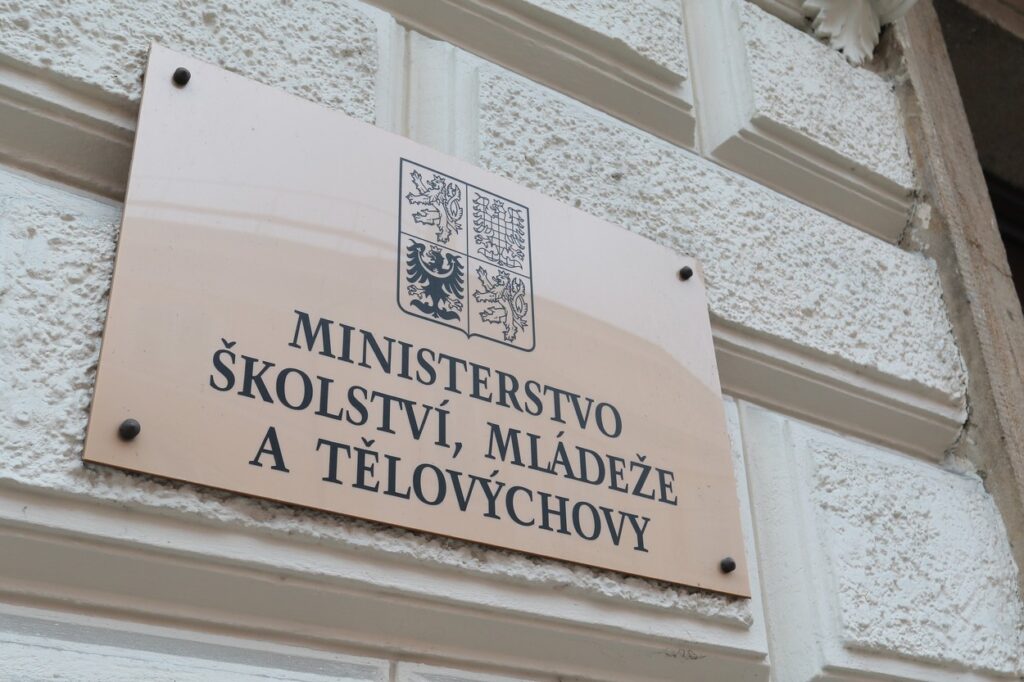 MINISTERSTVO
ŠKOLSTVÍ, MLÁDEŽE
A TĚLOVÝCHOVY